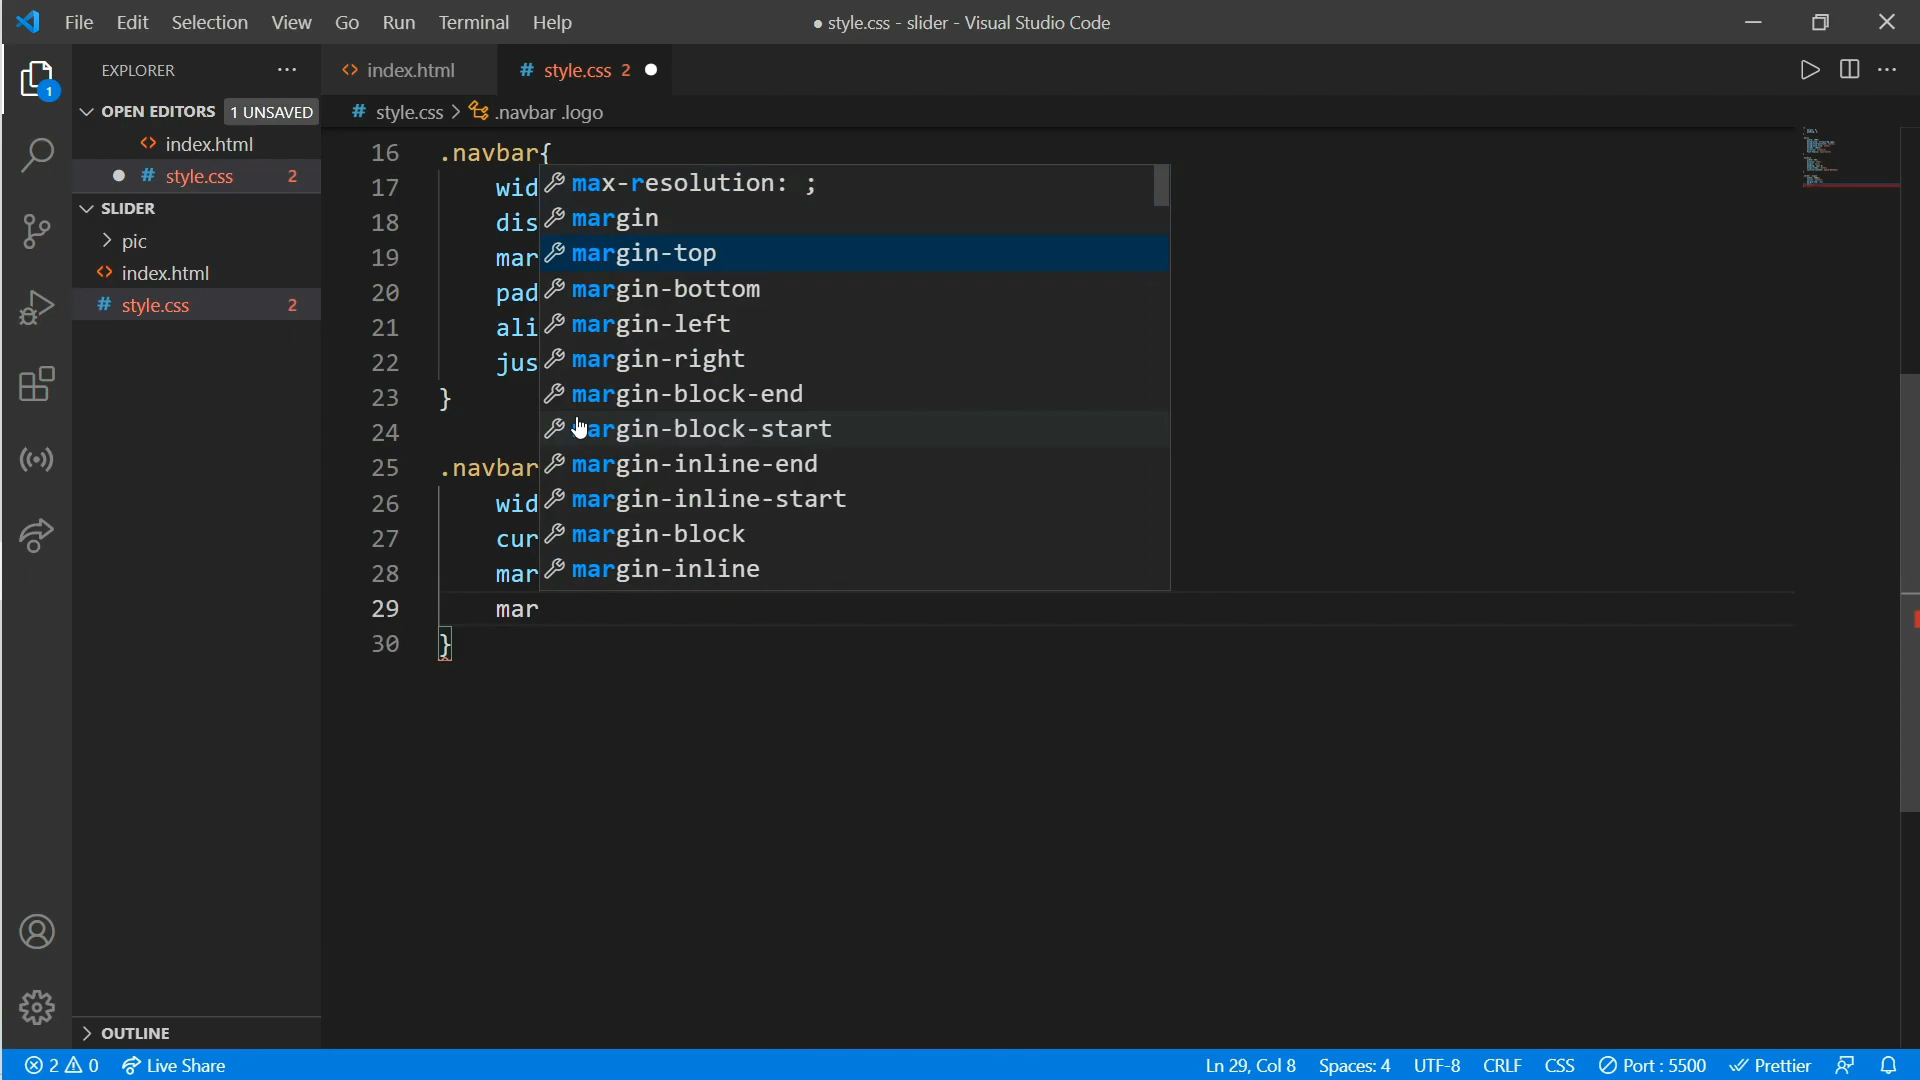 File Edit Selection View Go Run Terminal Help
● style.css - slider - Visual Studio Code
EXPLORER ···
OPEN EDITORS 1 UNSAVED
<> index.html
● # style.css 2
SLIDER
pic
<> index.html
# style.css 2
OUTLINE
1
<> index.html # style.css 2 ●
# style.css > .navbar .logo
16 .navbar{
17 wid
18 dis
19 mar
20 pad
21 ali
22 jus
23 }
24
25 .navbar
26 wid
27 cur
28 mar
29 mar
30 }
max-resolution: ;
margin
margin-top
margin-bottom
margin-left
margin-right
margin-block-end
margin-block-start
margin-inline-end
margin-inline-start
margin-block
margin-inline
2 0 Live Share Ln 29, Col 8 Spaces: 4 UTF-8 CRLF CSS Port : 5500 Prettier